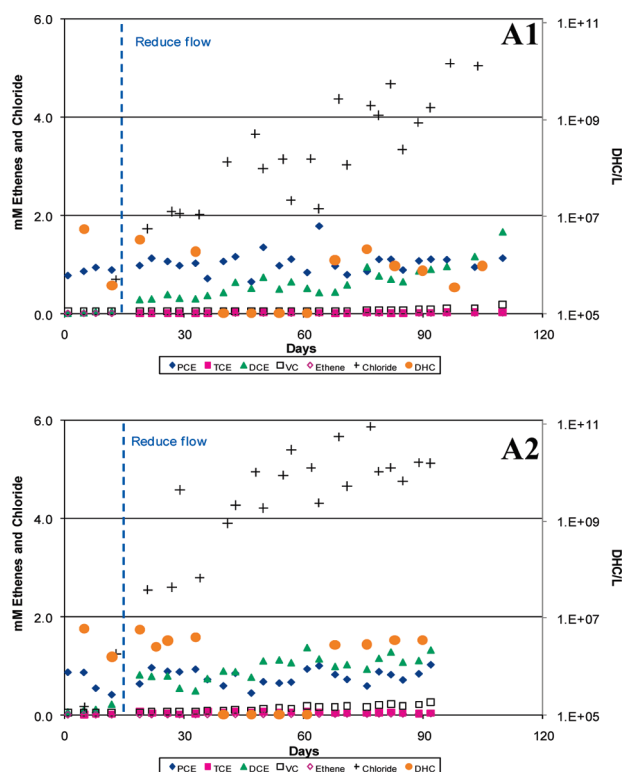 A1
Reduce flow
6.0
4.0
2.0
0.0
mM Ethenes and Chloride
1.E+11
1.E+09
1.E+07
1.E+05
DHC/L
0 30 60 90 120
Days
PCE TCE DCE VC Ethene Chloride DHC
A2
Reduce flow
6.0
4.0
2.0
0.0
mM Ethenes and Chloride
1.E+11
1.E+09
1.E+07
1.E+05
DHC/L
0 30 60 90 120
Days
PCE TCE DCE VC Ethene Chloride DHC